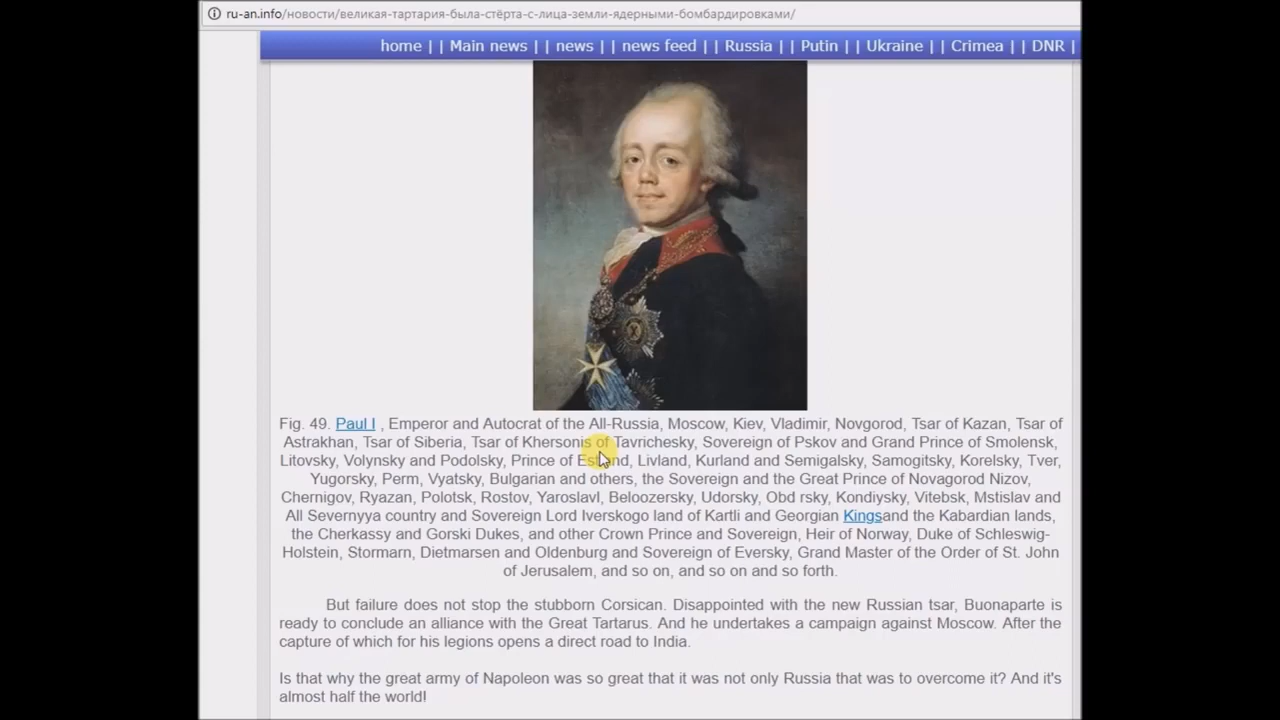 ru-an.info/новости/великая-тартария-была-стёрта-с-лица-земли-ядерными-бомбардировками/
home | | Main news | | news | | news feed | | Russia | | Putin | | Ukraine | | Crimea | | DNR |
Fig. 49. Paul I , Emperor and Autocrat of the All-Russia, Moscow, Kiev, Vladimir, Novgorod, Tsar of Kazan, Tsar of
Astrakhan, Tsar of Siberia, Tsar of Khersonis of Tavrichesky, Sovereign of Pskov and Grand Prince of Smolensk,
Litovsky, Volynsky and Podolsky, Prince of Estland, Livland, Kurland and Semigalsky, Samogitsky, Korelsky, Tver,
Yugorsky, Perm, Vyatsky, Bulgarian and others, the Sovereign and the Great Prince of Novagorod Nizov,
Chernigov, Ryazan, Polotsk, Rostov, Yaroslavl, Beloozersky, Udorsky, Obd rsky, Kondiysky, Vitebsk, Mstislav and
All Severnyya country and Sovereign Lord Iverskogo land of Kartli and Georgian Kingsand the Kabardian lands,
the Cherkassy and Gorski Dukes, and other Crown Prince and Sovereign, Heir of Norway, Duke of Schleswig-
Holstein, Stormarn, Dietmarsen and Oldenburg and Sovereign of Eversky, Grand Master of the Order of St. John
of Jerusalem, and so on, and so on and so forth.
But failure does not stop the stubborn Corsican. Disappointed with the new Russian tsar, Buonaparte is
ready to conclude an alliance with the Great Tartarus. And he undertakes a campaign against Moscow. After the
capture of which for his legions opens a direct road to India.
Is that why the great army of Napoleon was so great that it was not only Russia that was to overcome it? And it's
almost half the world!